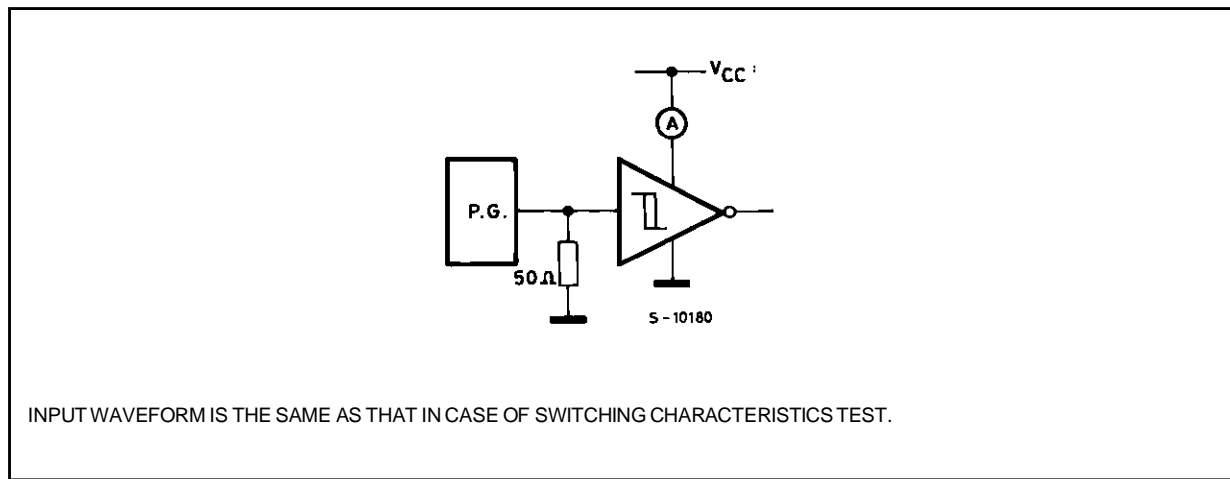 VCC
A
P.G.
50Ω
S-10180
INPUT WAVEFORM IS THE SAME AS THAT IN CASE OF SWITCHING CHARACTERISTICS TEST.